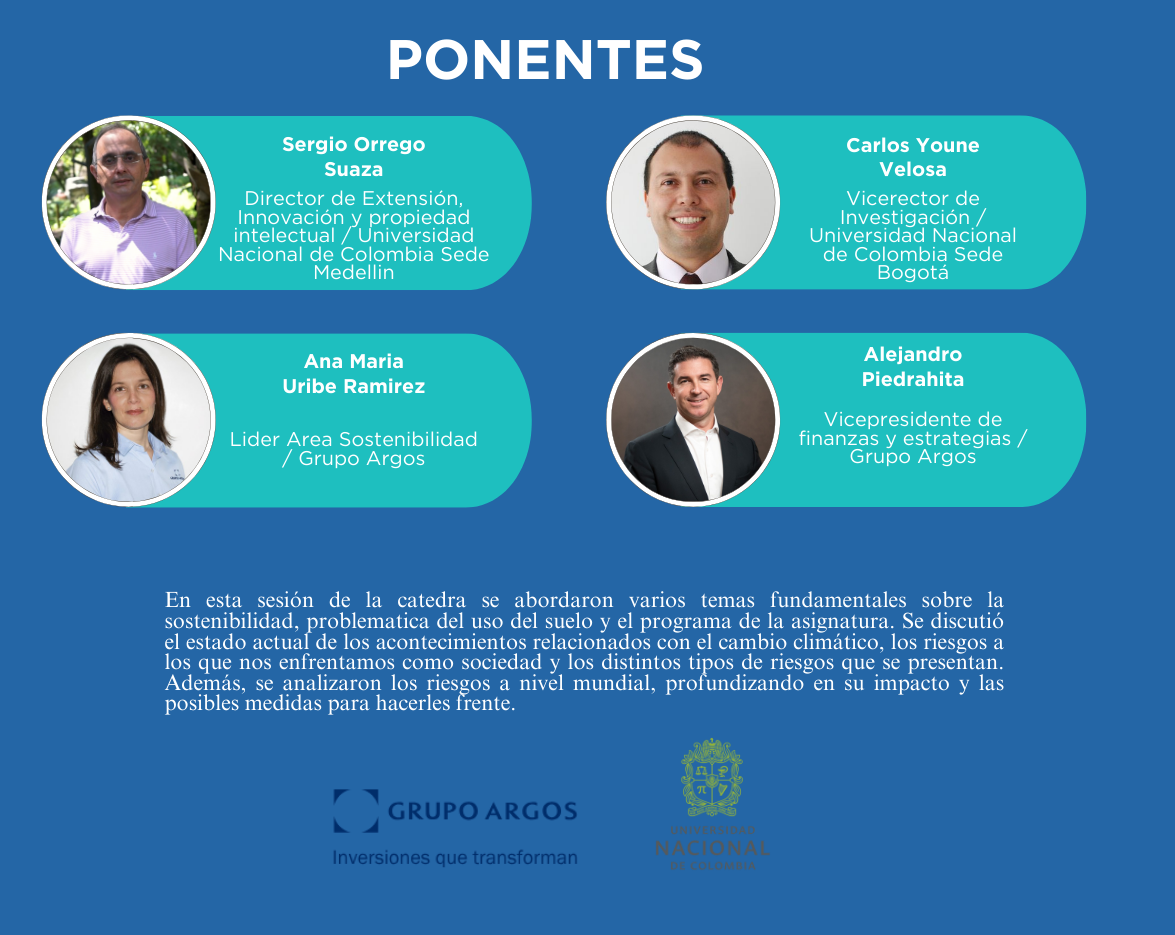 PONENTES
Sergio Orrego
Suaza
Director de Extensión,
Innovación y propiedad
intelectual / Universidad
Nacional de Colombia Sede
Medellin
Carlos Youne
Velosa
Vicerector de
Investigación /
Universidad Nacional
de Colombia Sede
Bogotá
Ana Maria
Uribe Ramirez
Lider Area Sostenibilidad
/ Grupo Argos
Alejandro
Piedrahita
Vicepresidente de
finanzas y estrategias /
Grupo Argos
En esta sesión de la catedra se abordaron varios temas fundamentales sobre la
sostenibilidad, problematica del uso del suelo y el programa de la asignatura. Se discutió
el estado actual de los acontecimientos relacionados con el cambio climático, los riesgos a
los que nos enfrentamos como sociedad y los distintos tipos de riesgos que se presentan.
Además, se analizaron los riesgos a nivel mundial, profundizando en su impacto y las
posibles medidas para hacerles frente.
GRUPO ARGOS
Inversiones que transforman
UNIVERSIDAD
NACIONAL
DE COLOMBIA